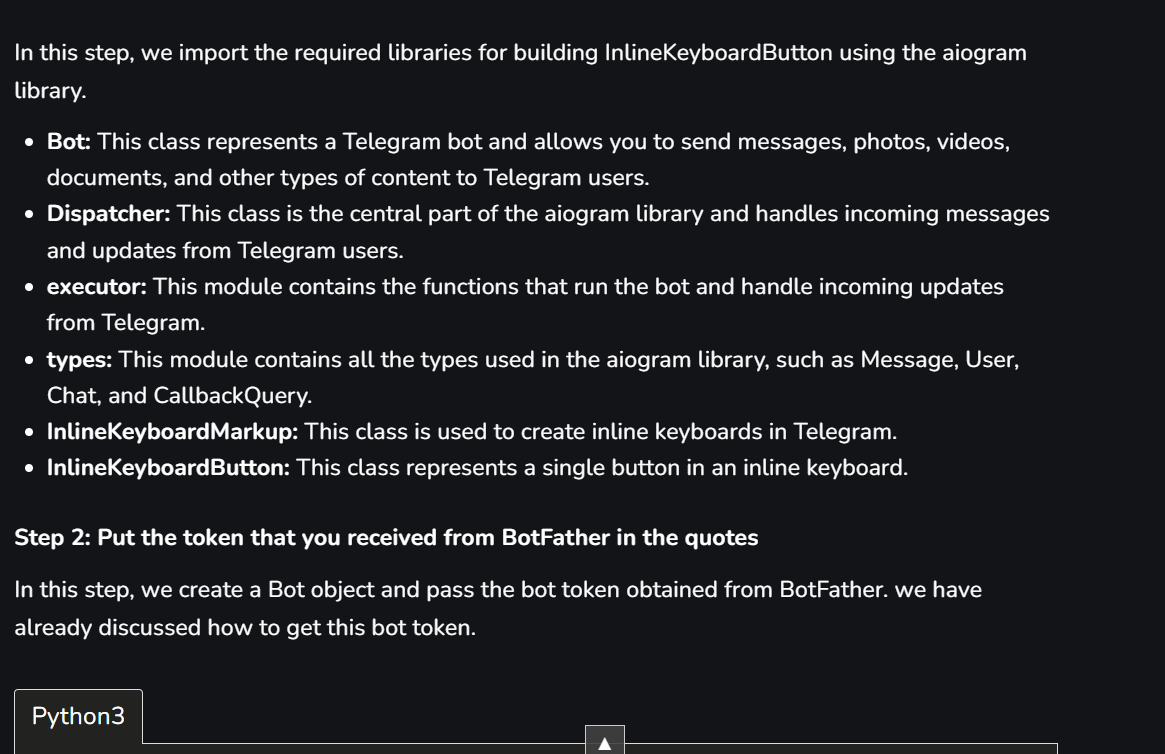 In this step, we import the required libraries for building InlineKeyboardButton using the aiogram
library.
• Bot: This class represents a Telegram bot and allows you to send messages, photos, videos,
documents, and other types of content to Telegram users.
• Dispatcher: This class is the central part of the aiogram library and handles incoming messages
and updates from Telegram users.
• executor: This module contains the functions that run the bot and handle incoming updates
from Telegram.
• types: This module contains all the types used in the aiogram library, such as Message, User,
Chat, and CallbackQuery.
• InlineKeyboardMarkup: This class is used to create inline keyboards in Telegram.
• InlineKeyboardButton: This class represents a single button in an inline keyboard.
Step 2: Put the token that you received from BotFather in the quotes
In this step, we create a Bot object and pass the bot token obtained from BotFather. we have
already discussed how to get this bot token.
Python3